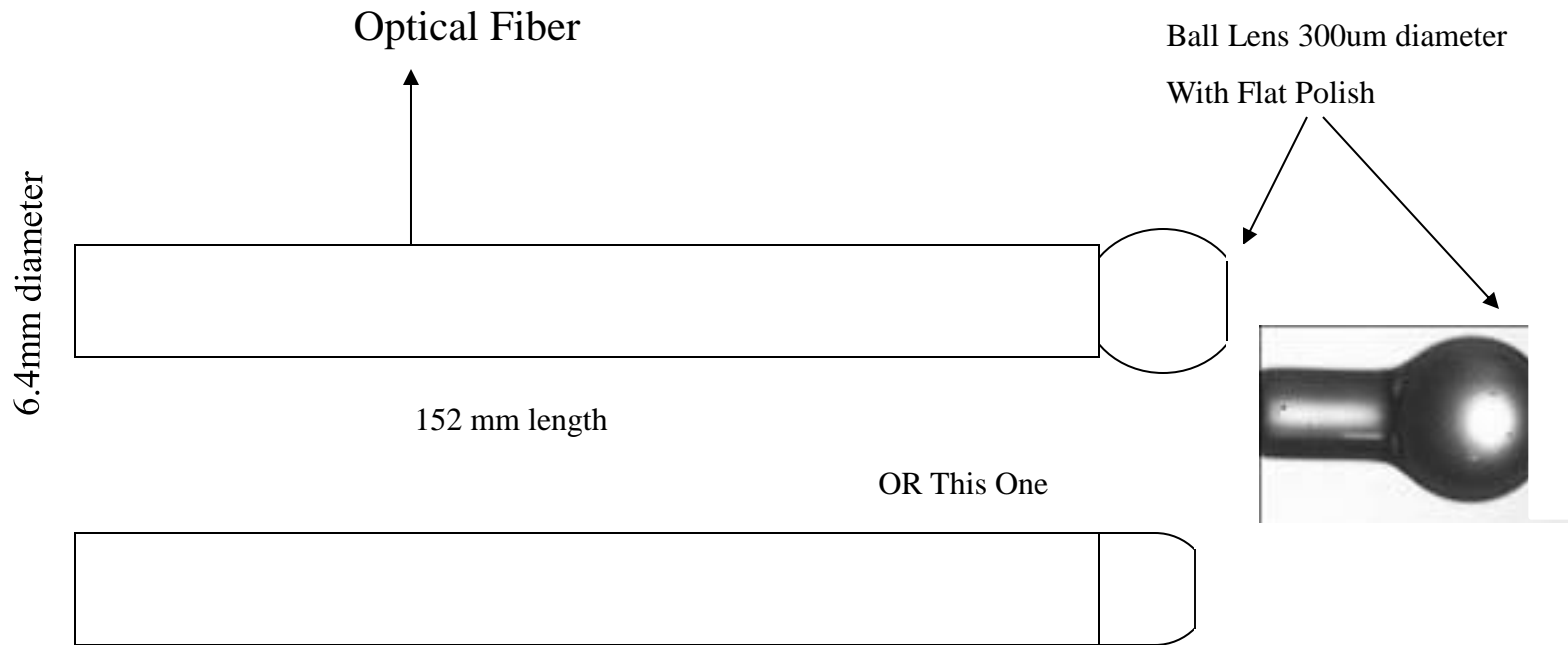 Optical Fiber
Ball Lens 300um diameter
With Flat Polish
6.4mm diameter
152 mm length
OR This One